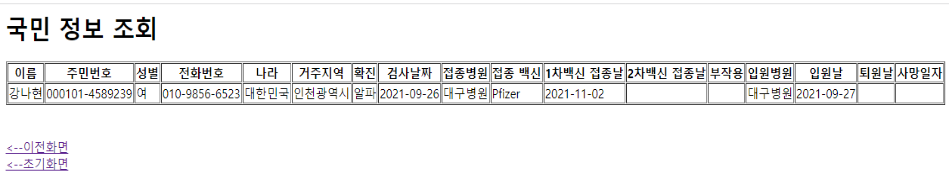 국민 정보 조회
이름 주민번호 성별 전화번호 나라 거주지역 확진 검사날짜 접종병원 접종 백신 1차백신 접종날 2차백신 접종날 부작용 입원병원 입원날 퇴원날 사망일자
강나현 000101-4589239 여 010-9856-6523 대한민국 인천광역시 알파 2021-09-26 대구병원 Pfizer 2021-11-02 대구병원 2021-09-27
<--이전화면
<--초기화면